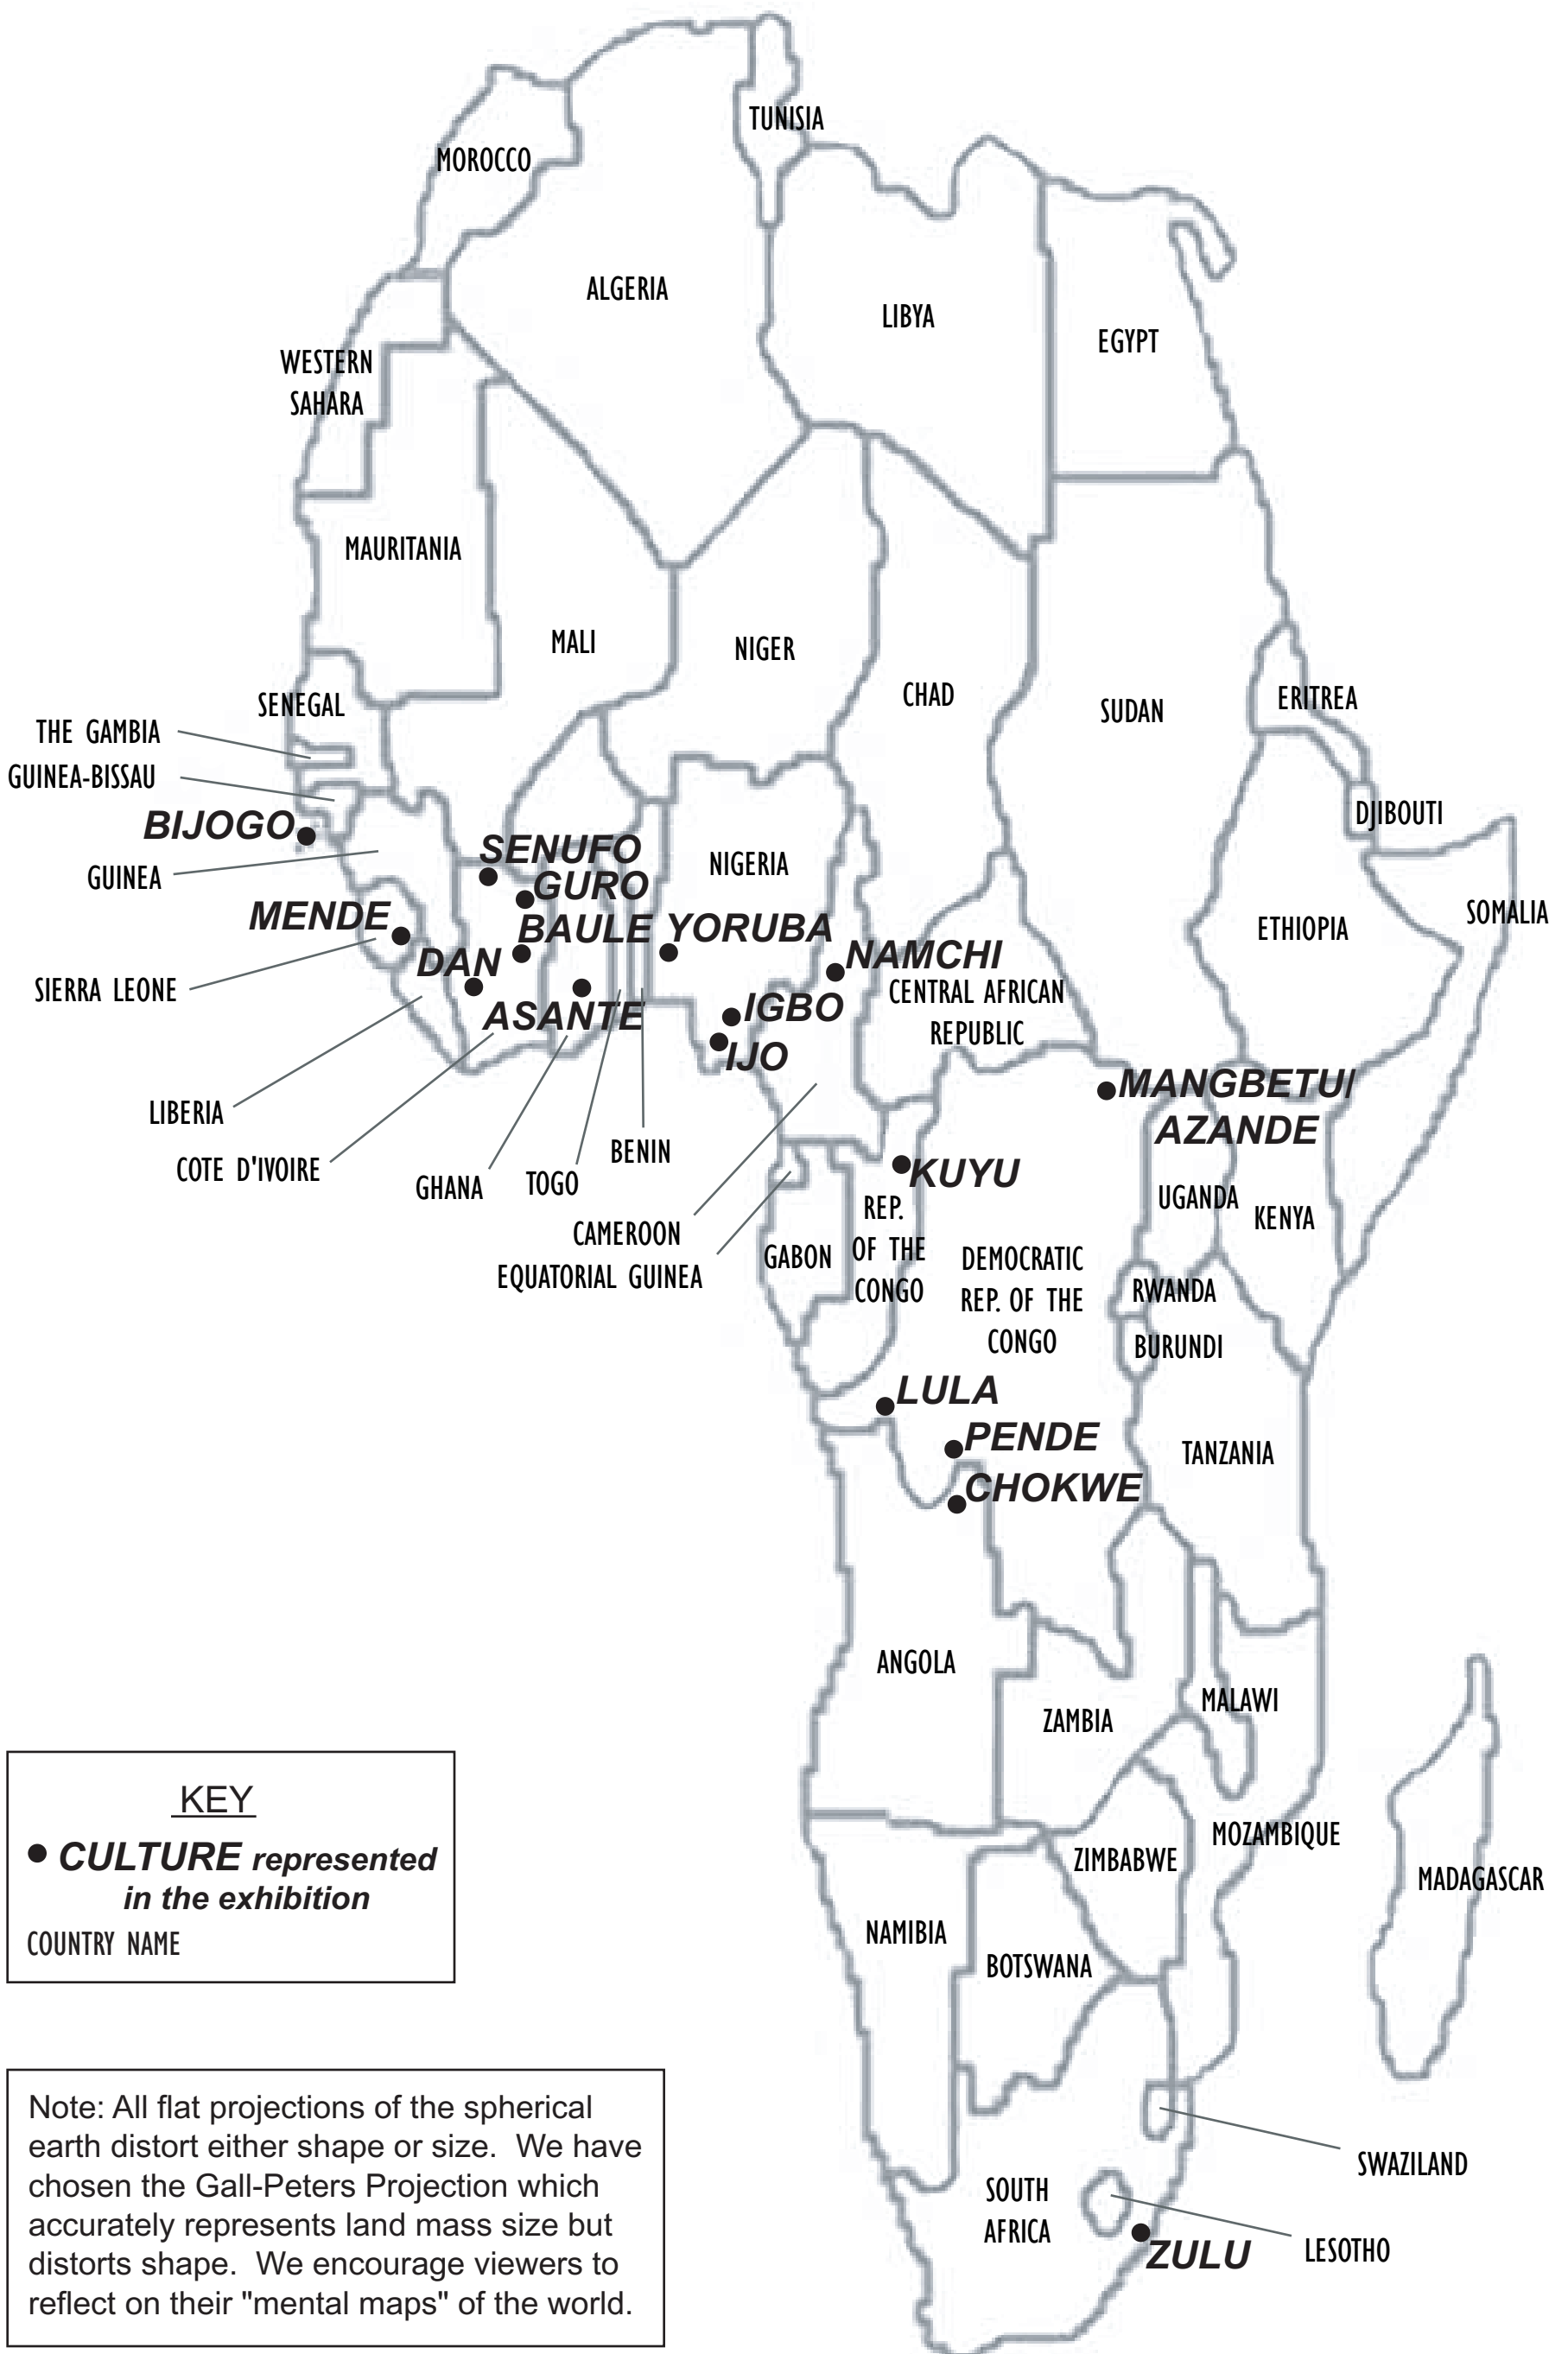 TUNISIA
MOROCCO
ALGERIA
LIBYA
EGYPT
WESTERN
SAHARA
MAURITANIA
MALI
NIGER
CHAD
SUDAN
ERITREA
SENEGAL
THE GAMBIA
GUINEA-BISSAU
DJIBOUTI
BIJOGO
SENUFO
NIGERIA
GUINEA
GURO
SOMALIA
MENDE
BAULE
YORUBA
ETHIOPIA
DAN
NAMCHI
SIERRA LEONE
CENTRAL AFRICAN
REPUBLIC
ASANTE
IGBO
IJO
MANGBETU/
AZANDE
LIBERIA
BENIN
COTE D'IVOIRE
GHANA
TOGO
KUYU
UGANDA
KENYA
CAMEROON
REP.
OF THE
CONGO
GABON
EQUATORIAL GUINEA
DEMOCRATIC
REP. OF THE
CONGO
RWANDA
BURUNDI
LULA
PENDE
TANZANIA
CHOKWE
ANGOLA
MALAWI
ZAMBIA
MOZAMBIQUE
ZIMBABWE
MADAGASCAR
NAMIBIA
BOTSWANA
SWAZILAND
SOUTH
AFRICA
LESOTHO
ZULU
KEY
CULTURE represented
in the exhibition
COUNTRY NAME
Note: All flat projections of the spherical
earth distort either shape or size. We have
chosen the Gall-Peters Projection which
accurately represents land mass size but
distorts shape. We encourage viewers to
reflect on their "mental maps" of the world.